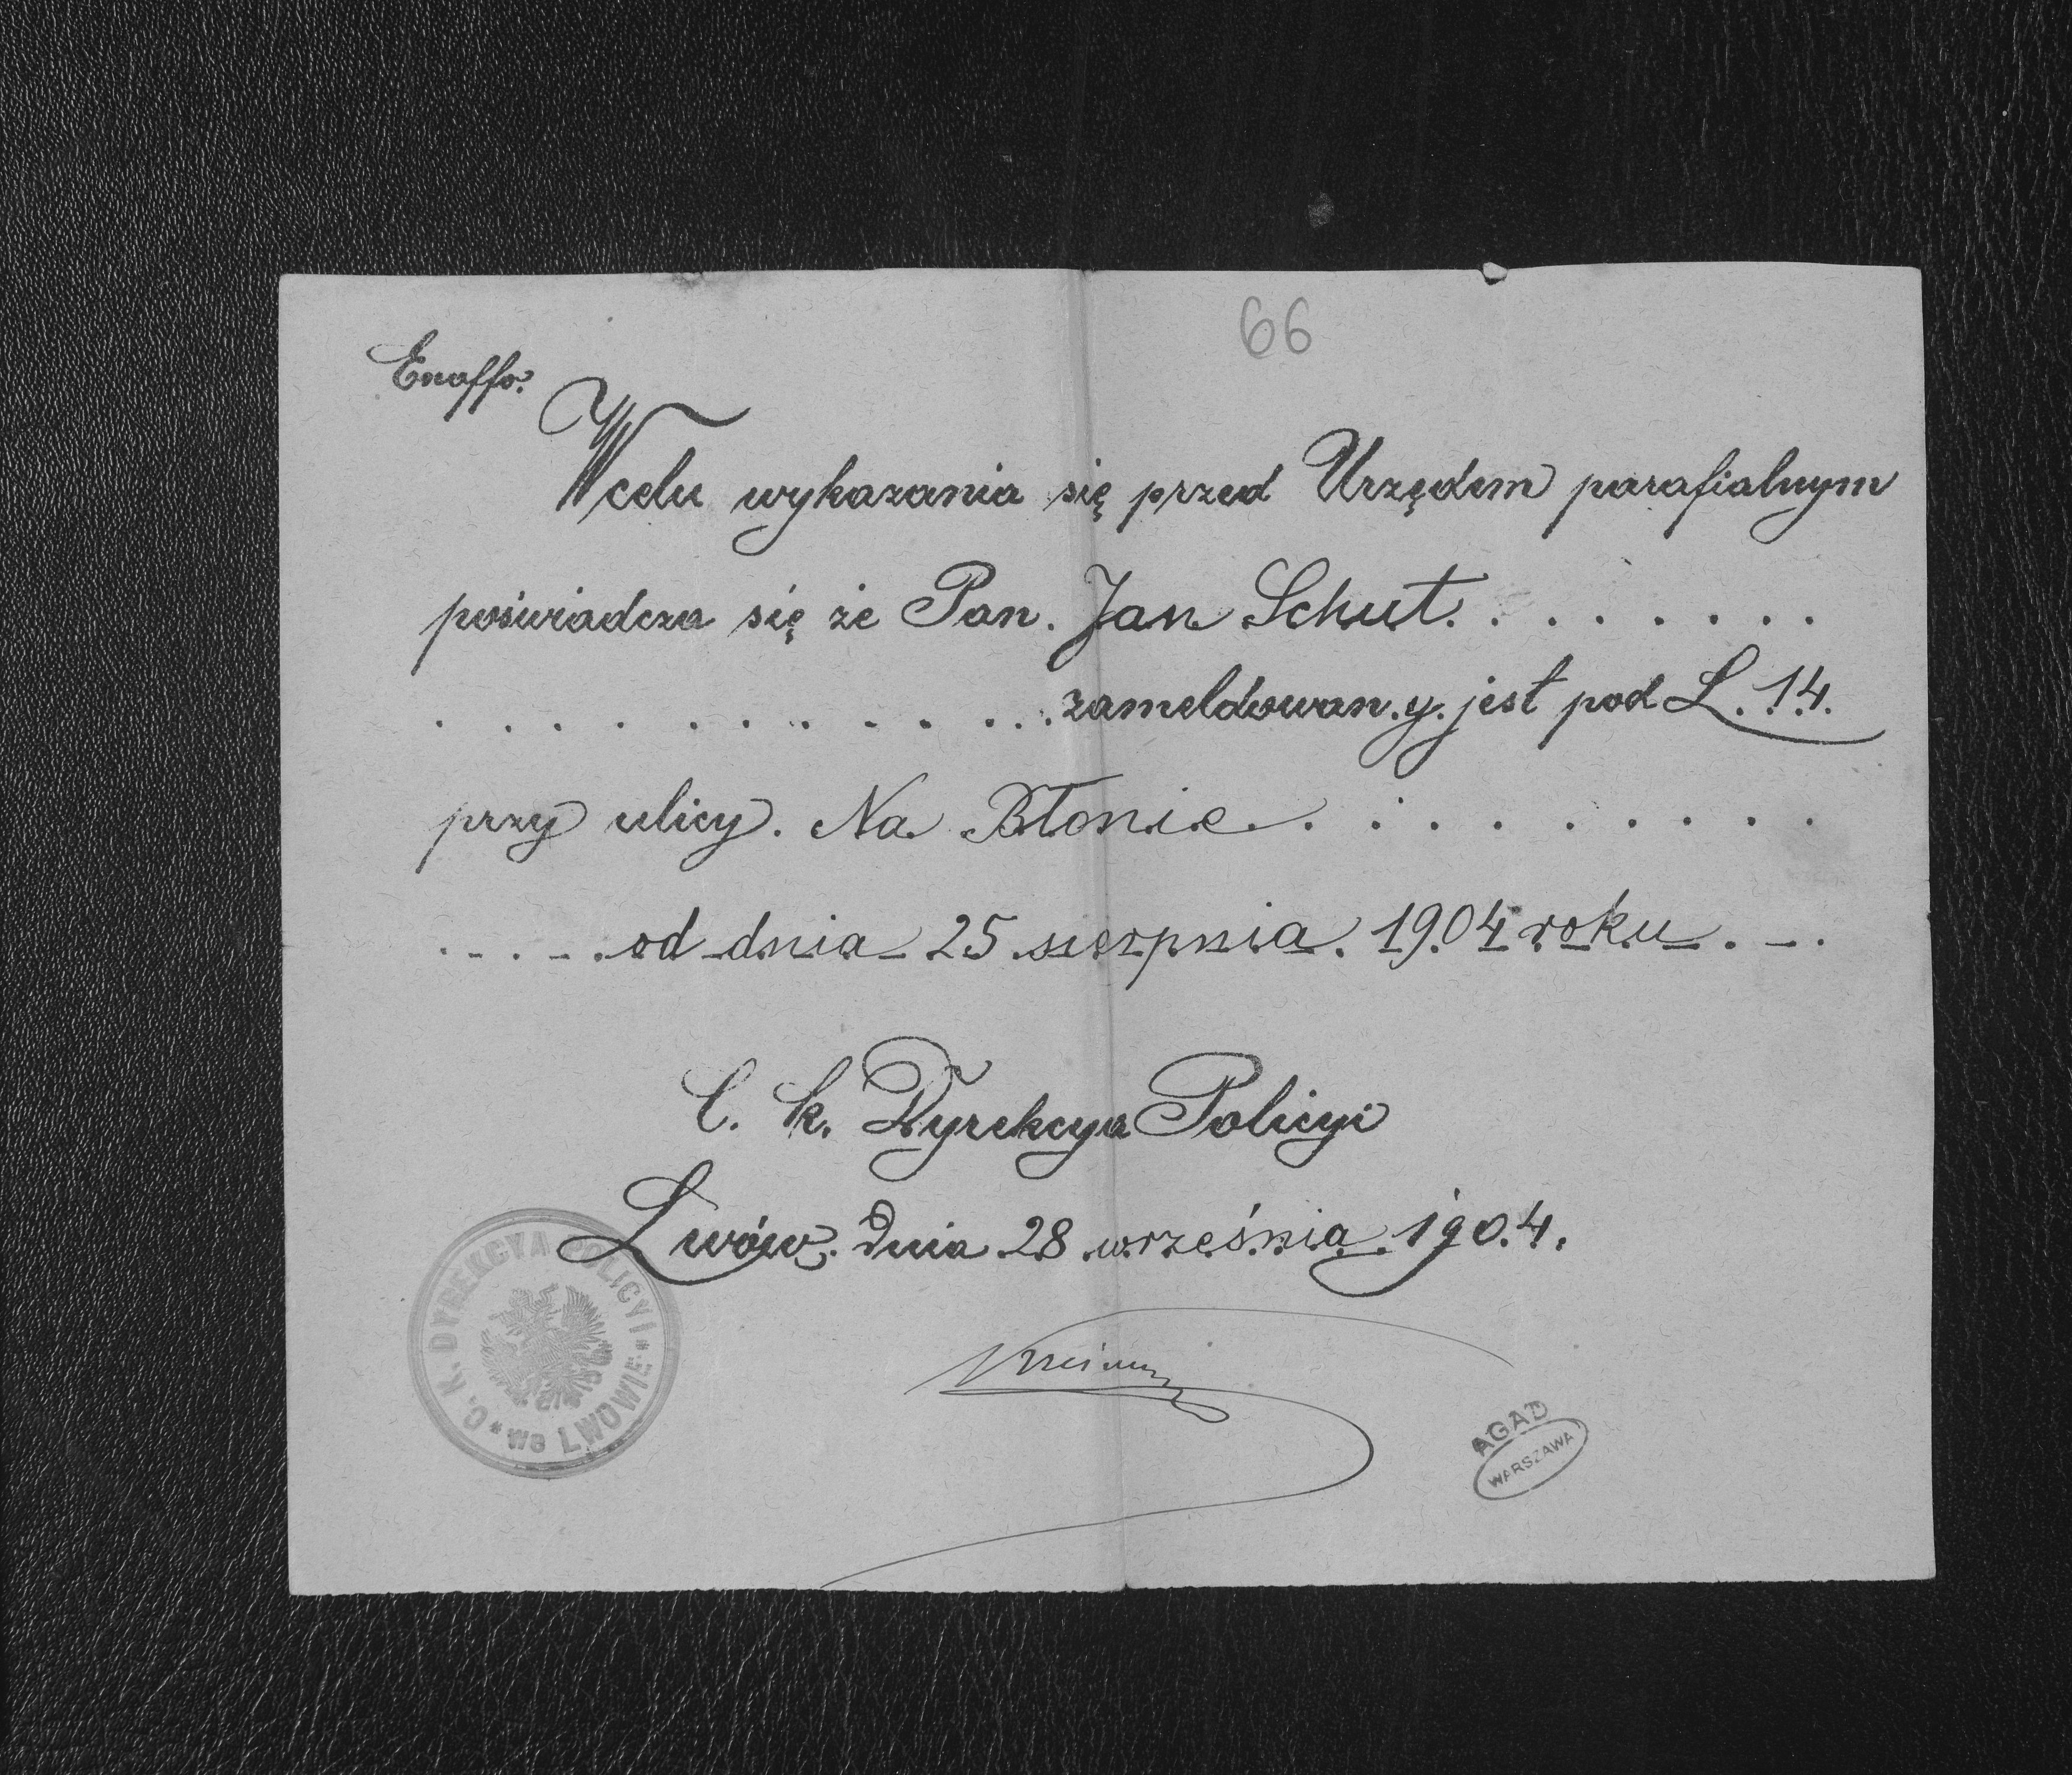 66
Exoffo.
W celu wykazania się przed Urzędem parafialnym
poświadcza się że Pan. Jan Schut. . . . . . . .
. . . . . . . . . . . . . zameldowan.y. jest pod L. 14.
przy ulicy. Na Błonie . . . . . . . . .
. - . - . od dnia 25 sierpnia. 1904 roku . - .
C. k. Dyrekcya Policyi
Lwów, dnia 28 września 1904.
C. K. DYREKCYA POLICYI * we LWOWIE *
AGAD
WARSZAWA